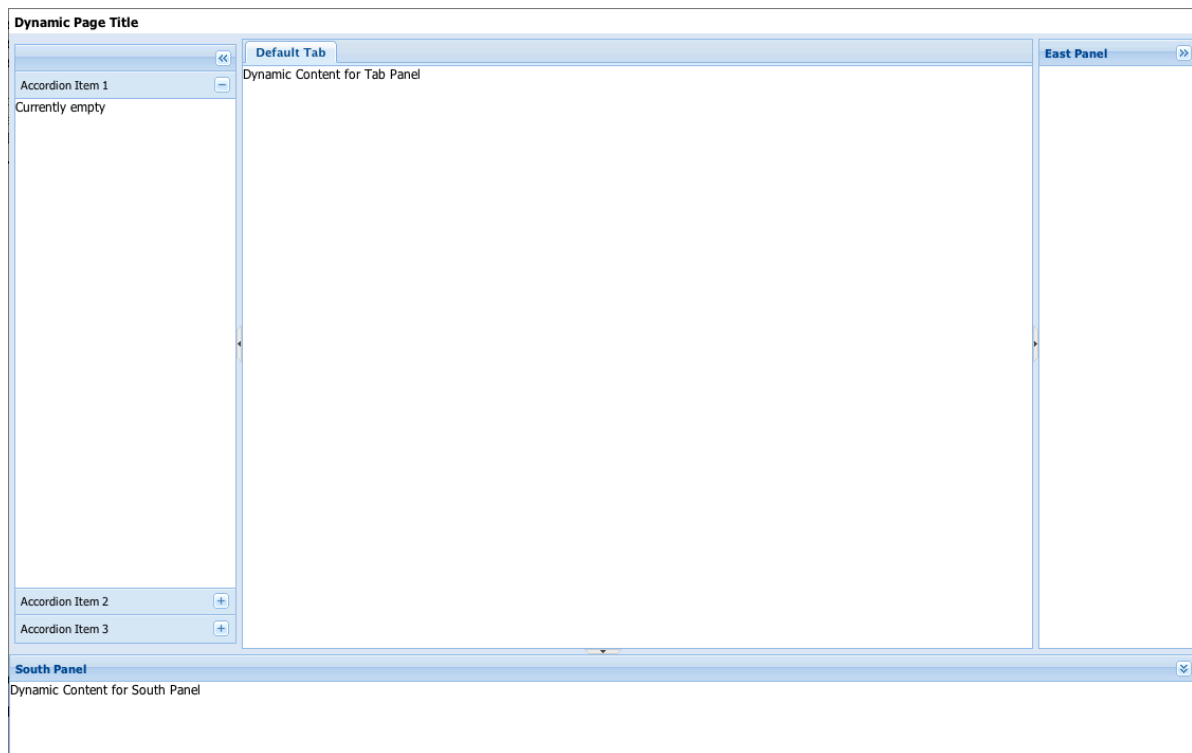 Dynamic Page Title
Accordion Item 1
Currently empty
Accordion Item 2
Accordion Item 3
Default Tab
Dynamic Content for Tab Panel
East Panel
South Panel
Dynamic Content for South Panel